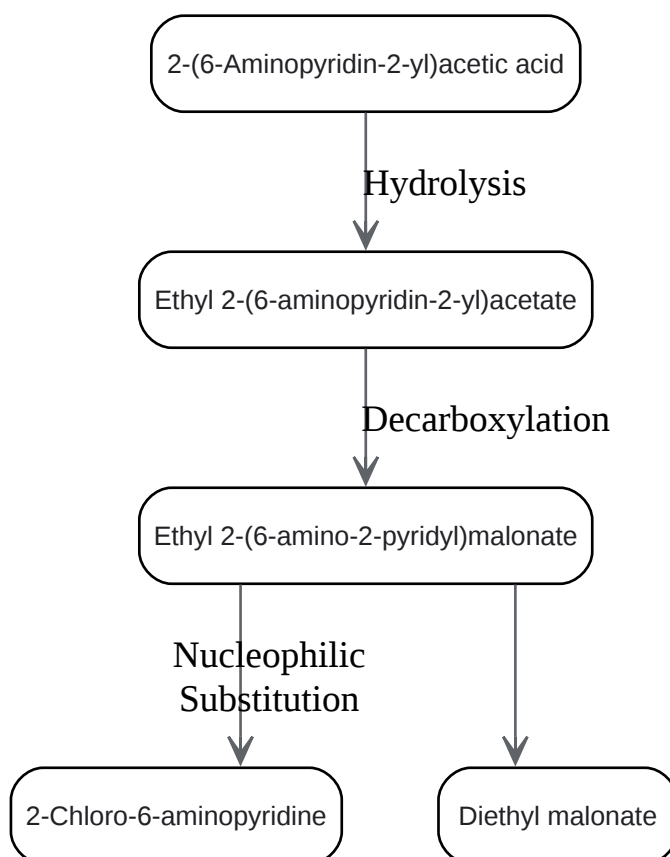 2-(6-Aminopyridin-2-yl)acetic acid
Hydrolysis
Ethyl 2-(6-aminopyridin-2-yl)acetate
Decarboxylation
Ethyl 2-(6-amino-2-pyridyl)malonate
Nucleophilic
Substitution
2-Chloro-6-aminopyridine
Diethyl malonate